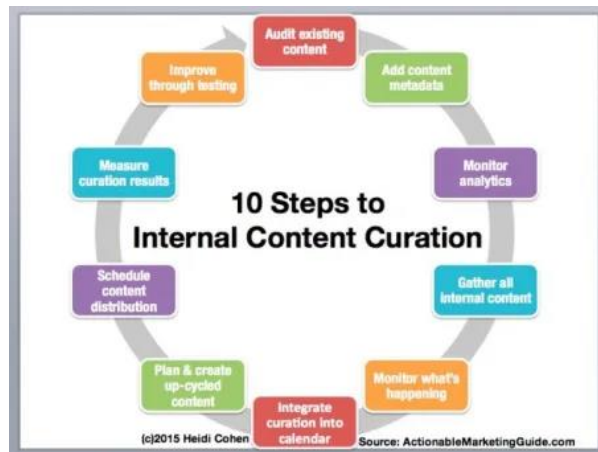 10 Steps to
Internal Content Curation
Audit existing
content
Add content
metadata
Monitor
analytics
Gather all
internal content
Monitor what's
happening
Integrate
curation into
calendar
Plan & create
up-cycled
content
Schedule
content
distribution
Measure
curation results
Improve
through testing
(c)2015 Heidi Cohen
Source: ActionableMarketingGuide.com